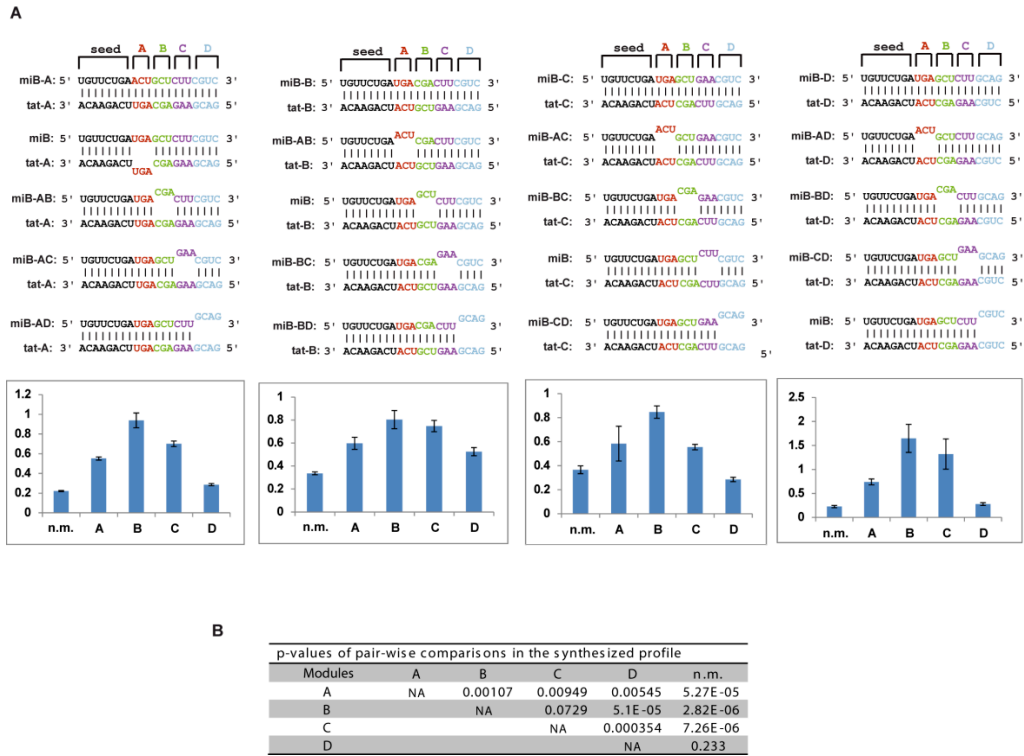 A
seed A B C D
miB-A: 5' UGUUCUGAACUGCUCUUCGUC 3'
tat-A: 3' ACAAGACUUGACGAGAAGCAG 5'
miB: 5' UGUUCUGAUGAGCUCUUCGUC 3'
tat-A: 3' ACAAGACU CGAGAAGCAG 5'
UGA
CGA
miB-AB: 5' UGUUCUGAUGA CUUCGUC 3'
tat-A: 3' ACAAGACUUGACGAGAAGCAG 5'
GAA
miB-AC: 5' UGUUCUGAUGAGCU CGUC 3'
tat-A: 3' ACAAGACUUGACGAGAAGCAG 5'
GCAG
miB-AD: 5' UGUUCUGAUGAGCUCUU 3'
tat-A: 3' ACAAGACUUGACGAGAAGCAG 5'
1.2
1
0.8
0.6
0.4
0.2
0
n.m. A B C D
seed A B C D
miB-B: 5' UGUUCUGAUGACGACUUCGUC 3'
tat-B: 3' ACAAGACUACUGCUGAAGCAG 5'
ACU
miB-AB: 5' UGUUCUGA CGACUUCGUC 3'
tat-B: 3' ACAAGACUACUGCUGAAGCAG 5'
GCU
miB: 5' UGUUCUGAUGA CUUCGUC 3'
tat-B: 3' ACAAGACUACUGCUGAAGCAG 5'
GAA
miB-BC: 5' UGUUCUGAUGACGA CGUC 3'
tat-B: 3' ACAAGACUACUGCUGAAGCAG 5'
GCAG
miB-BD: 5' UGUUCUGAUGACGACUU 3'
tat-B: 3' ACAAGACUACUGCUGAAGCAG 5'
1
0.8
0.6
0.4
0.2
0
n.m. A B C D
seed A B C D
miB-C: 5' UGUUCUGAUGAGCUGAACGUC 3'
tat-C: 3' ACAAGACUACUCGACUUGCAG 5'
ACU
miB-AC: 5' UGUUCUGA GCUGAACGUC 3'
tat-C: 3' ACAAGACUACUCGACUUGCAG 5'
CGA
miB-BC: 5' UGUUCUGAUGA GAACGUC 3'
tat-C: 3' ACAAGACUACUCGACUUGCAG 5'
CUU
miB: 5' UGUUCUGAUGAGCU CGUC 3'
tat-C: 3' ACAAGACUACUCGACUUGCAG 5'
GCAG
miB-CD: 5' UGUUCUGAUGAGCUGAA 3'
tat-C: 3' ACAAGACUACUCGACUUGCAG 5'
1
0.8
0.6
0.4
0.2
0
n.m. A B C D
seed A B C D
miB-D: 5' UGUUCUGAUGAGCUCUUGCAG 3'
tat-D: 3' ACAAGACUACUCGAGAACGUC 5'
ACU
miB-AD: 5' UGUUCUGA GCUCUUGCAG 3'
tat-D: 3' ACAAGACUACUCGAGAACGUC 5'
CGA
miB-BD: 5' UGUUCUGAUGA CUUGCAG 3'
tat-D: 3' ACAAGACUACUCGAGAACGUC 5'
GAA
miB-CD: 5' UGUUCUGAUGAGCU GCAG 3'
tat-D: 3' ACAAGACUACUCGAGAACGUC 5'
CGUC
miB: 5' UGUUCUGAUGAGCUCUU 3'
tat-D: 3' ACAAGACUACUCGAGAACGUC 5'
2.5
2
1.5
1
0.5
0
n.m. A B C D
B
p-values of pair-wise comparisons in the synthesized profile
Modules A B C D n.m.
A NA 0.00107 0.00949 0.00545 5.27E-05
B NA 0.0729 5.1E-05 2.82E-06
C NA 0.000354 7.26E-06
D NA 0.233